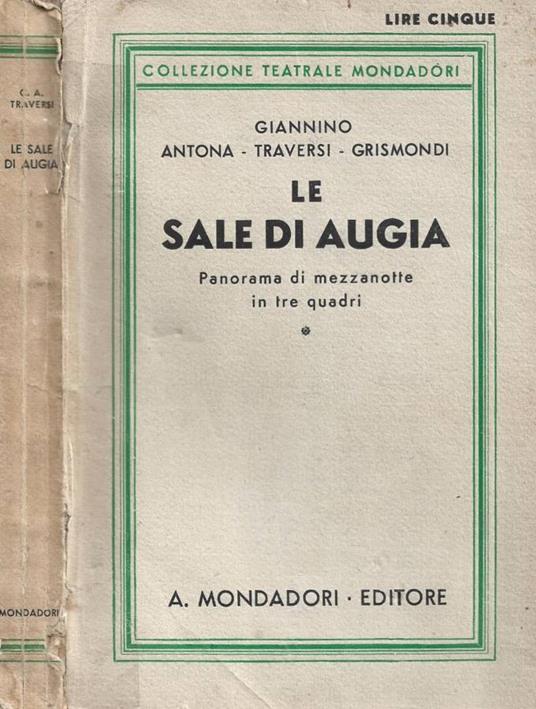 C. A.
TRAVERSI
LE SALE
DI AUGIA
MONDADORI
LIRE CINQUE
COLLEZIONE TEATRALE MONDADORI
GIANNINO
ANTONA - TRAVERSI - GRISMONDI
LE
SALE DI AUGIA
Panorama di mezzanotte
in tre quadri
A. MONDADORI · EDITORE